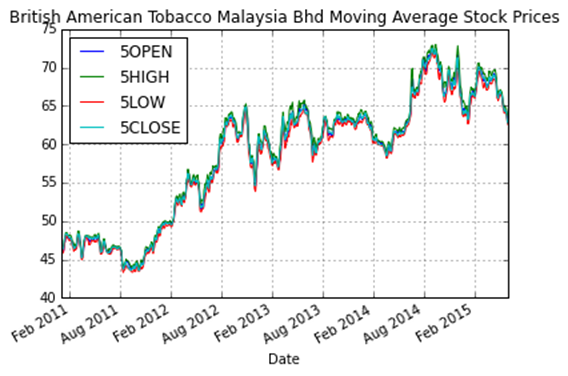 British American Tobacco Malaysia Bhd Moving Average Stock Prices
75
70
65
60
55
50
45
40
5OPEN
5HIGH
5LOW
5CLOSE
Feb 2011
Aug 2011
Feb 2012
Aug 2012
Feb 2013
Aug 2013
Feb 2014
Aug 2014
Feb 2015
Date